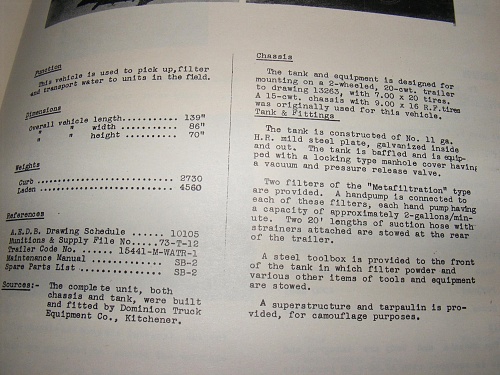 Function
This vehicle is used to pick up, filter
and transport water to units in the field.
Dimensions
Overall vehicle length........... 139"
" " width ........... 86"
" " height .......... 70"
Weights
Curb ............................ 2730
Laden ........................... 4560
References
A.E.D.B. Drawing Schedule ...... 10105
Munitions & Supply File No.....73-T-12
Trailer Code No. ...... 15441-M-WATR-1
Maintenance Manual .............. SB-2
Spare Parts List ................ SB-2
Sources:- The complete unit, both
chassis and tank, were built
and fitted by Dominion Truck
Equipment Co., Kitchener.
Chassis
The tank and equipment is designed for
mounting on a 2-wheeled, 20-cwt. trailer
to drawing 13263, with 7.00 x 20 tires.
A 15-cwt. chassis with 9.00 x 16 R.F.tires
was originally used for this vehicle.
Tank & Fittings
The tank is constructed of No. 11 ga.
H.R. mild steel plate, galvanized inside
and out. The tank is baffled and is equip-
ped with a locking type manhole cover having
a vacuum and pressure release valve.
Two filters of the "Metafiltration" type
are provided. A handpump is connected to
each of these filters, each hand pump having
a capacity of approximately 2-gallons/min-
ute. Two 20' lengths of suction hose with
strainers attached are stowed at the rear
of the trailer.
A steel toolbox is provided to the front
of the tank in which filter powder and
various other items of tools and equipment
are stowed.
A superstructure and tarpaulin is pro-
vided, for camouflage purposes.